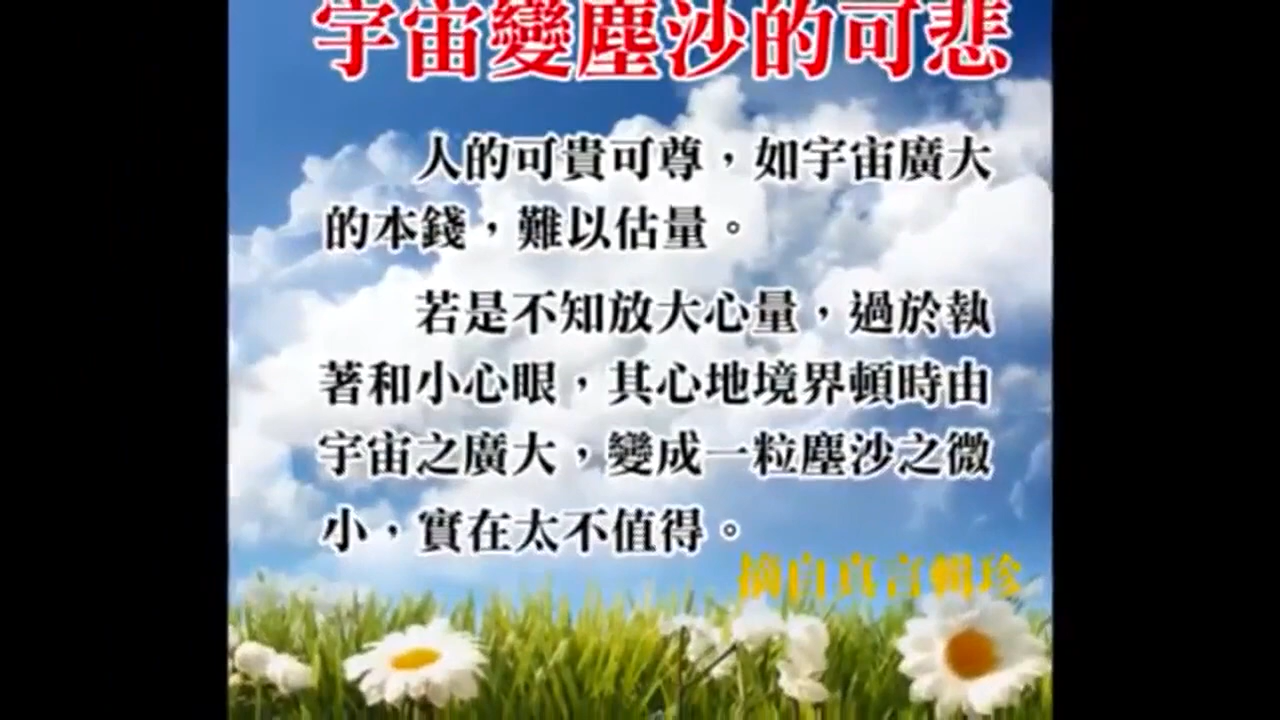 宇宙變塵沙的可悲
人的可貴可尊，如宇宙廣大
的本錢，難以估量。
若是不知放大心量，過於執
著和小心眼，其心地境界頓時由
宇宙之廣大，變成一粒塵沙之微
小，實在太不值得。
摘自真言輯珍